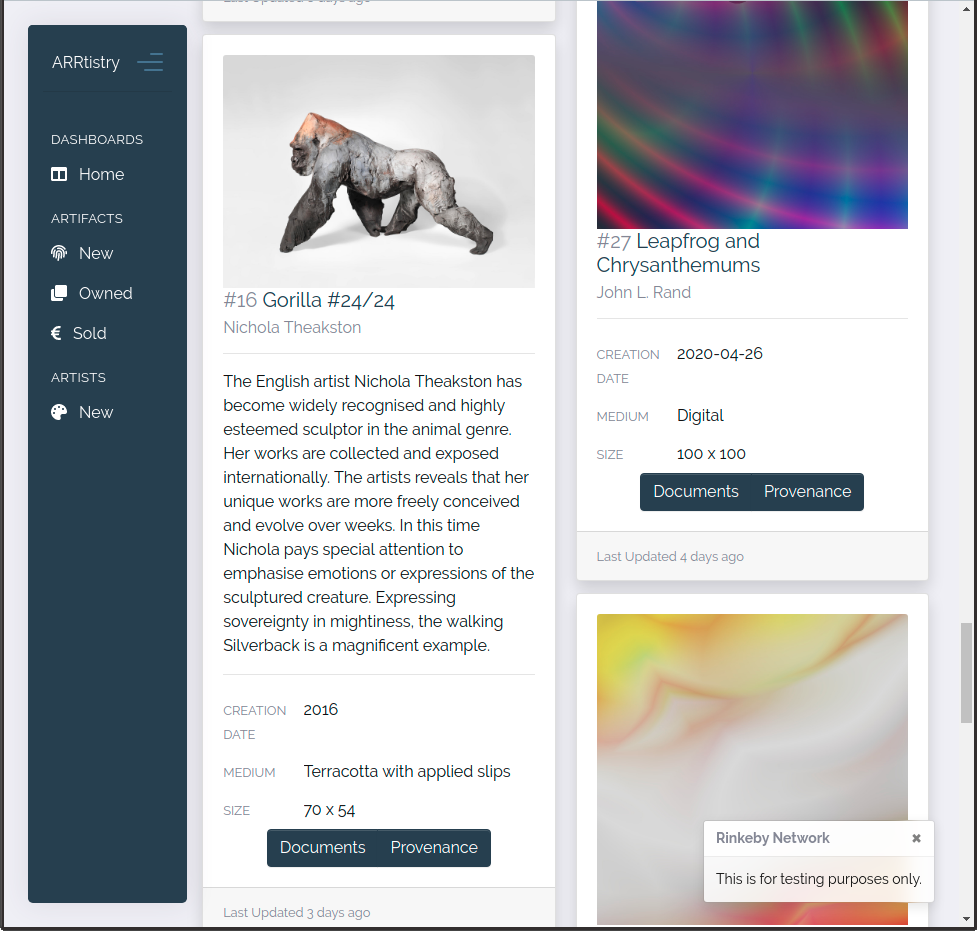 ARRtistry
DASHBOARDS
Home
ARTIFACTS
New
Owned
Sold
ARTISTS
New
#16 Gorilla #24/24
Nichola Theakston
The English artist Nichola Theakston has
become widely recognised and highly
esteemed sculptor in the animal genre.
Her works are collected and exposed
internationally. The artists reveals that her
unique works are more freely conceived
and evolve over weeks. In this time
Nichola pays special attention to
emphasise emotions or expressions of the
sculptured creature. Expressing
sovereignty in mightiness, the walking
Silverback is a magnificent example.
CREATION DATE 2016
MEDIUM Terracotta with applied slips
SIZE 70 x 54
Documents Provenance
Last Updated 3 days ago
#27 Leapfrog and
Chrysanthemums
John L. Rand
CREATION DATE 2020-04-26
MEDIUM Digital
SIZE 100 x 100
Documents Provenance
Last Updated 4 days ago
Rinkeby Network
This is for testing purposes only.